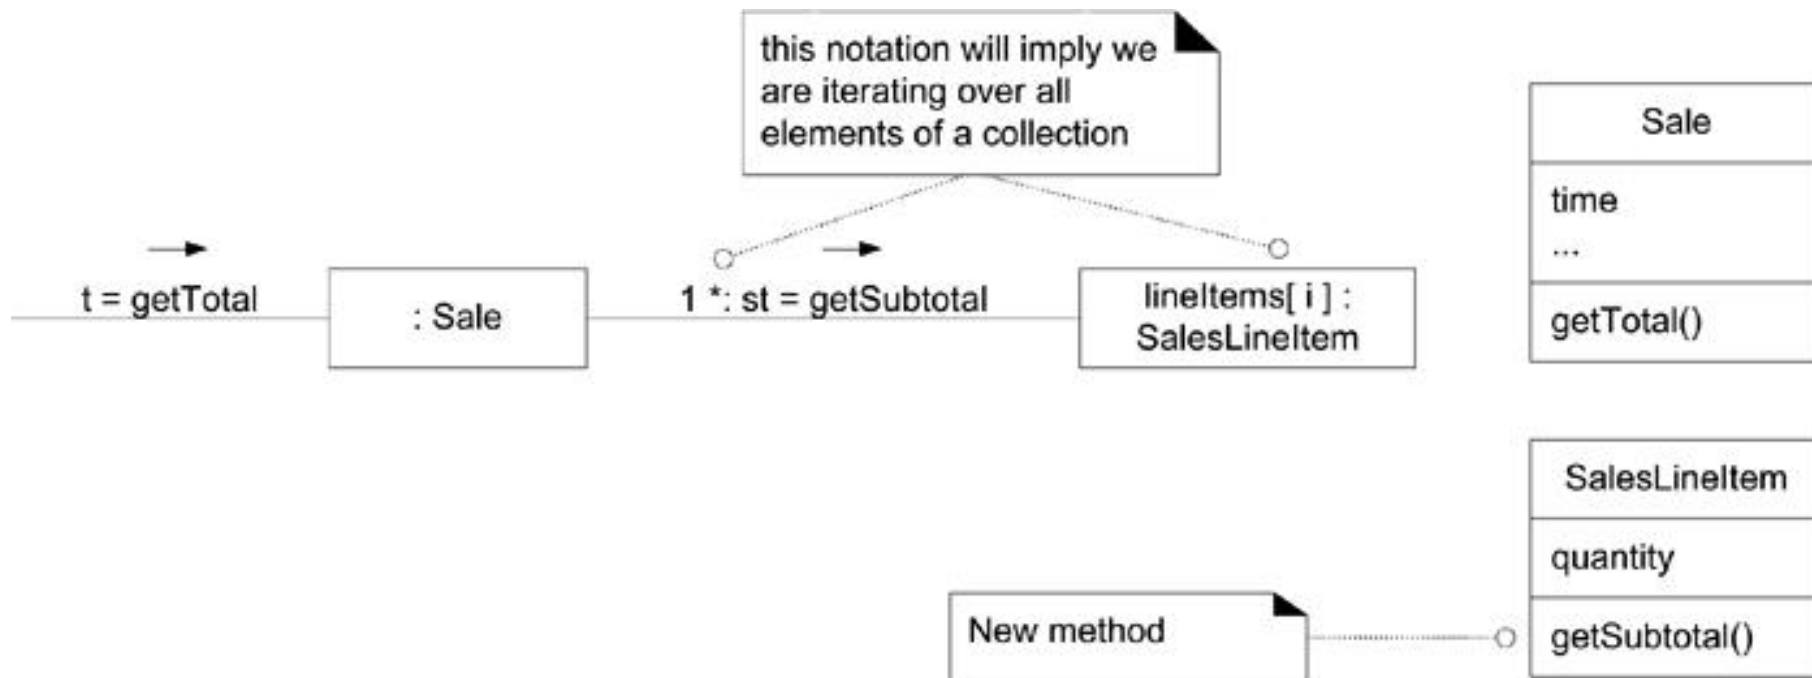 this notation will imply we
are iterating over all
elements of a collection
t = getTotal
: Sale
1 *: st = getSubtotal
lineItems[ i ] :
SalesLineItem
Sale
time
...
getTotal()
SalesLineItem
quantity
getSubtotal()
New method